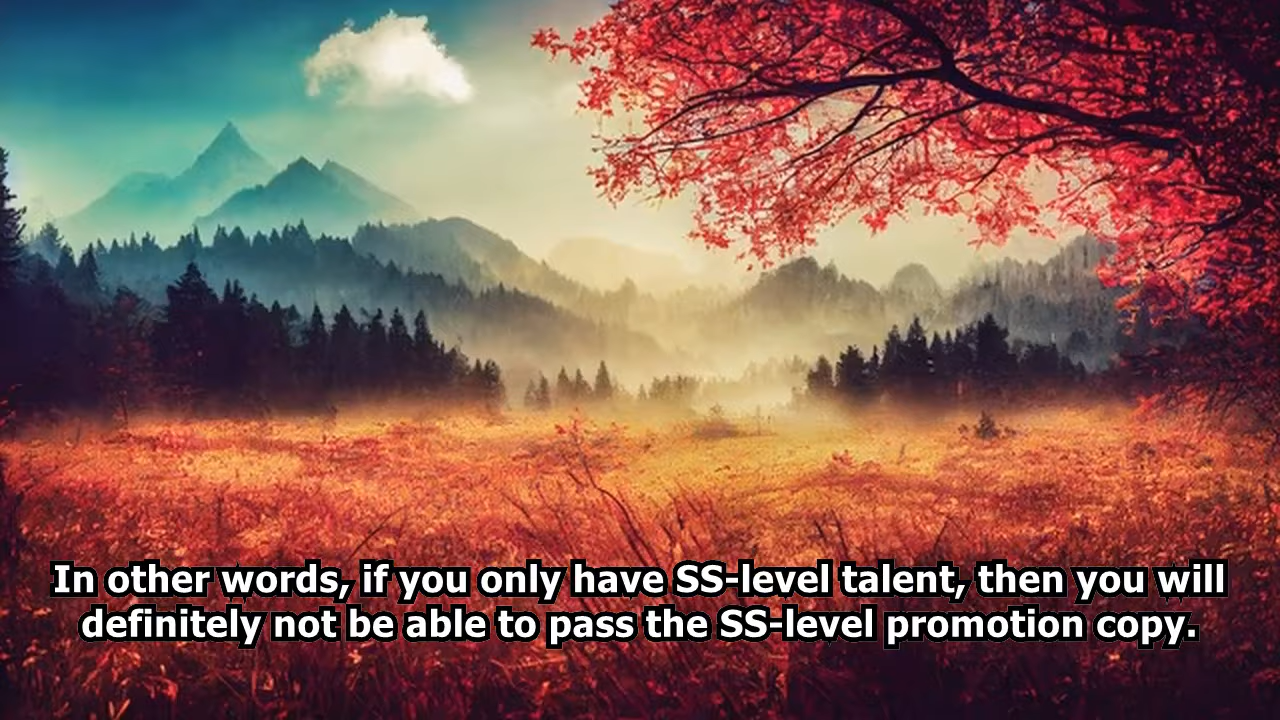 In other words, if you only have SS-level talent, then you will
definitely not be able to pass the SS-level promotion copy.